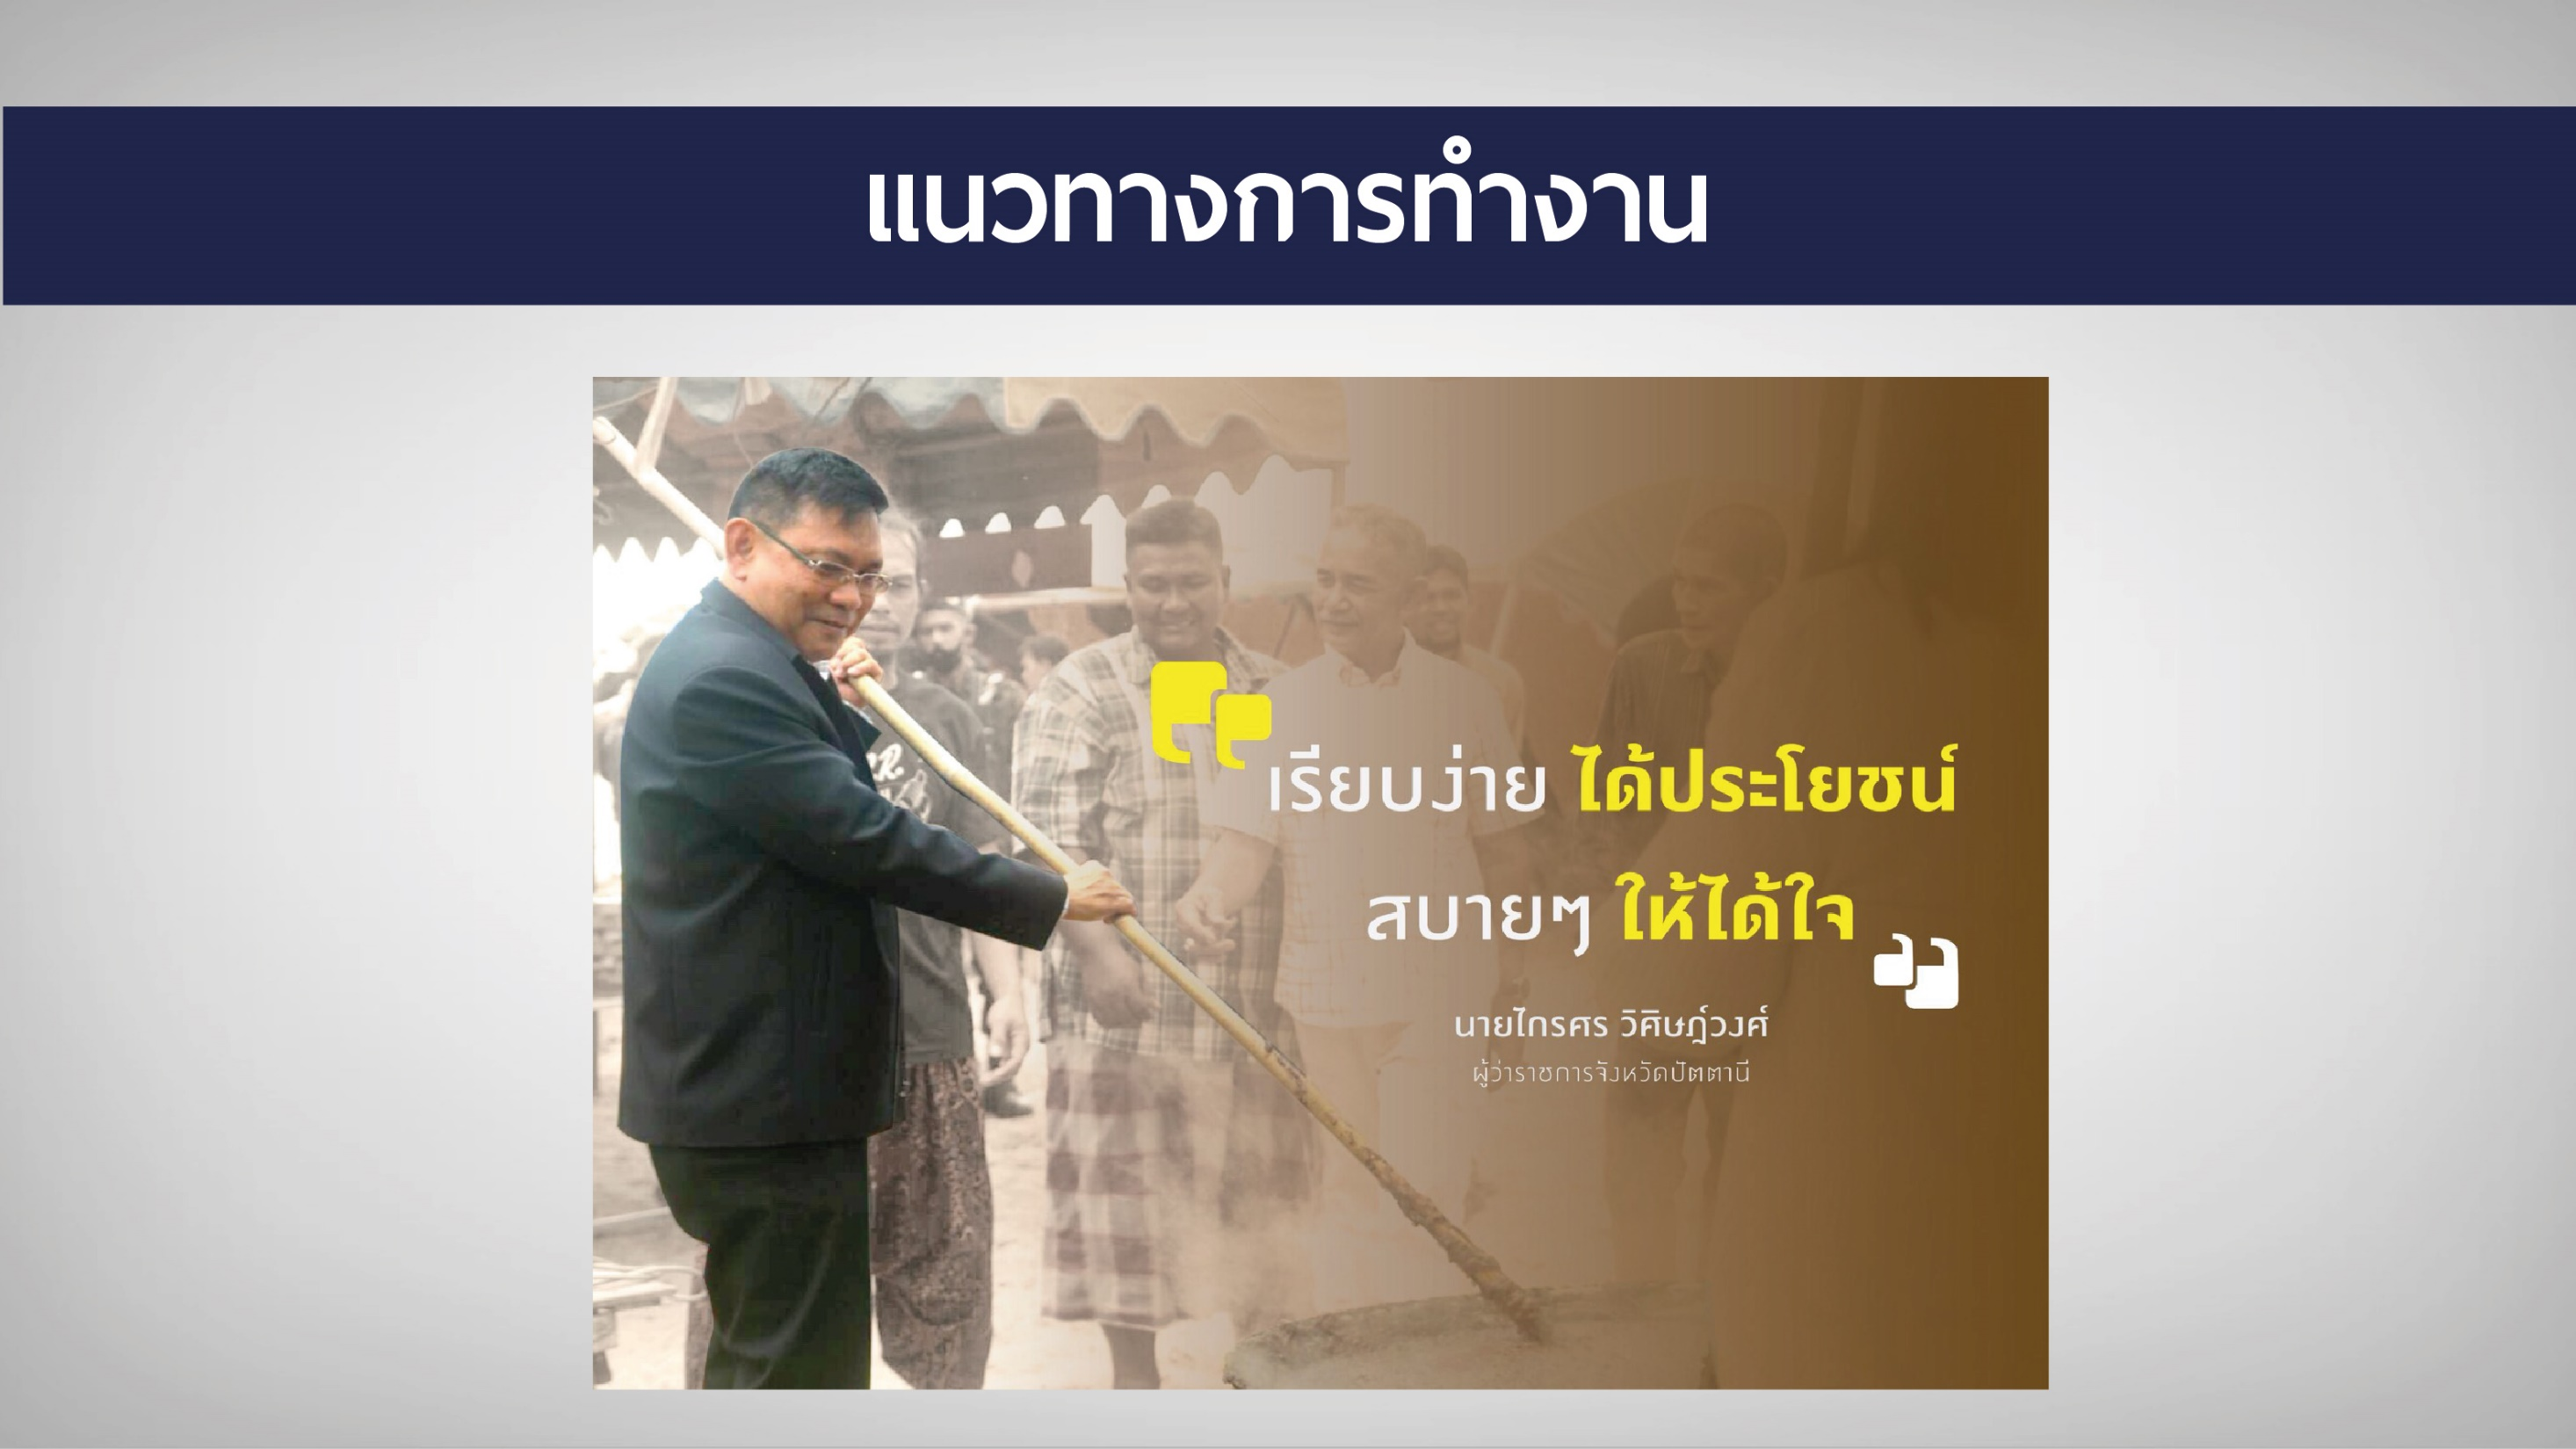 แนวทางการทำงาน
เรียบง่าย ได้ประโยชน์
สบายๆ ให้ได้ใจ
นายไกรศร วิศิษฎ์วงศ์
ผู้ว่าราชการจังหวัดปัตตานี